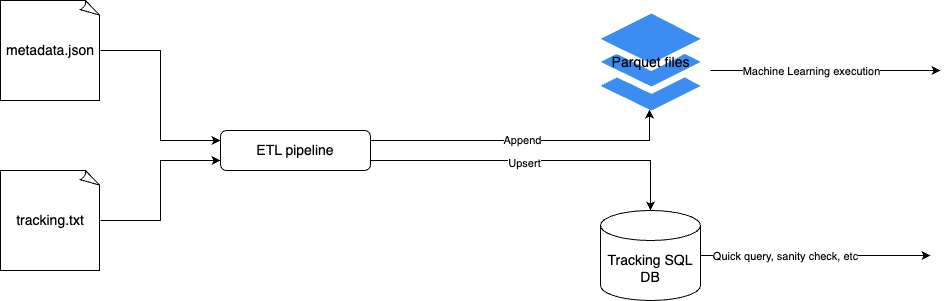 metadata.json
Parquet files
Machine Learning execution
ETL pipeline
Append
Upsert
tracking.txt
Tracking SQL
DB
Quick query, sanity check, etc